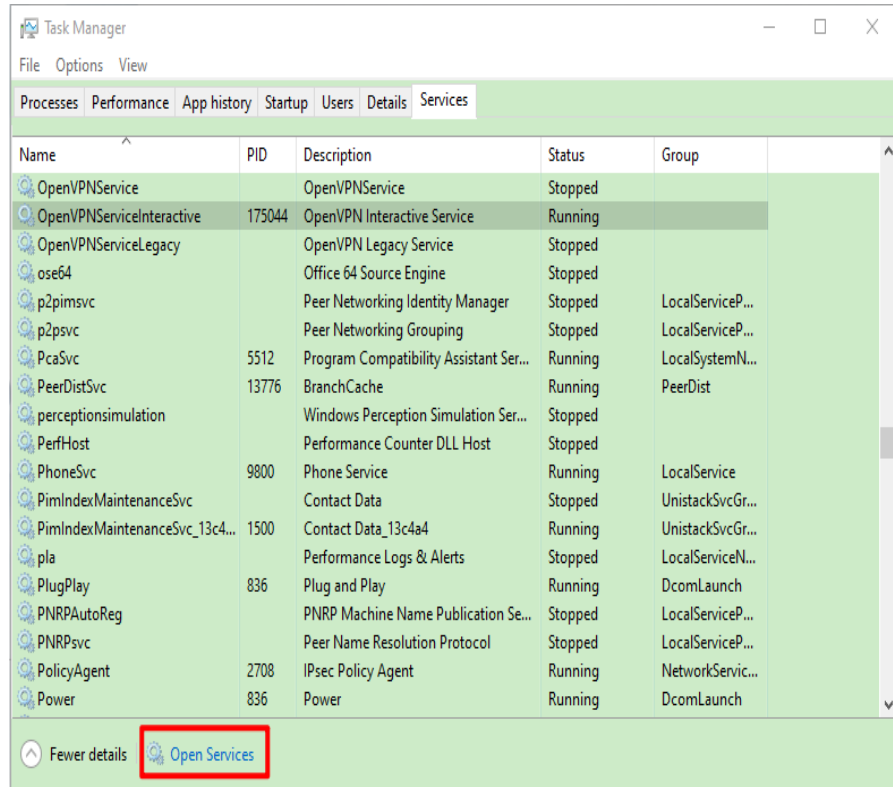 Task Manager
File Options View
Processes Performance App history Startup Users Details Services
Name PID Description Status Group
OpenVPNService OpenVPNService Stopped
OpenVPNServiceInteractive 175044 OpenVPN Interactive Service Running
OpenVPNServiceLegacy OpenVPN Legacy Service Stopped
ose64 Office 64 Source Engine Stopped
p2pimsvc Peer Networking Identity Manager Stopped LocalServiceP...
p2psvc Peer Networking Grouping Stopped LocalServiceP...
PcaSvc 5512 Program Compatibility Assistant Ser... Running LocalSystemN...
PeerDistSvc 13776 BranchCache Running PeerDist
perceptionsimulation Windows Perception Simulation Ser... Stopped
PerfHost Performance Counter DLL Host Stopped
PhoneSvc 9800 Phone Service Running LocalService
PimIndexMaintenanceSvc Contact Data Stopped UnistackSvcGr...
PimIndexMaintenanceSvc_13c4... 1500 Contact Data_13c4a4 Running UnistackSvcGr...
pla Performance Logs & Alerts Stopped LocalServiceN...
PlugPlay 836 Plug and Play Running DcomLaunch
PNRPAutoReg PNRP Machine Name Publication Se... Stopped LocalServiceP...
PNRPsvc Peer Name Resolution Protocol Stopped LocalServiceP...
PolicyAgent 2708 IPsec Policy Agent Running NetworkServic...
Power 836 Power Running DcomLaunch
Fewer details Open Services